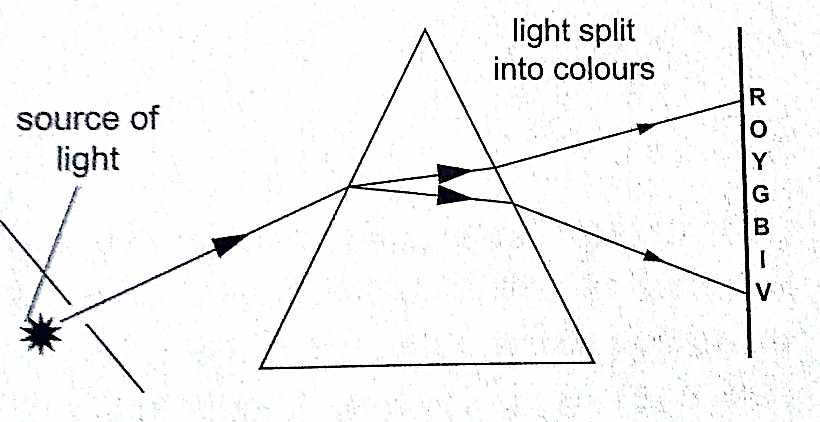 light split
into colours
source of
light
R
O
Y
G
B
I
V